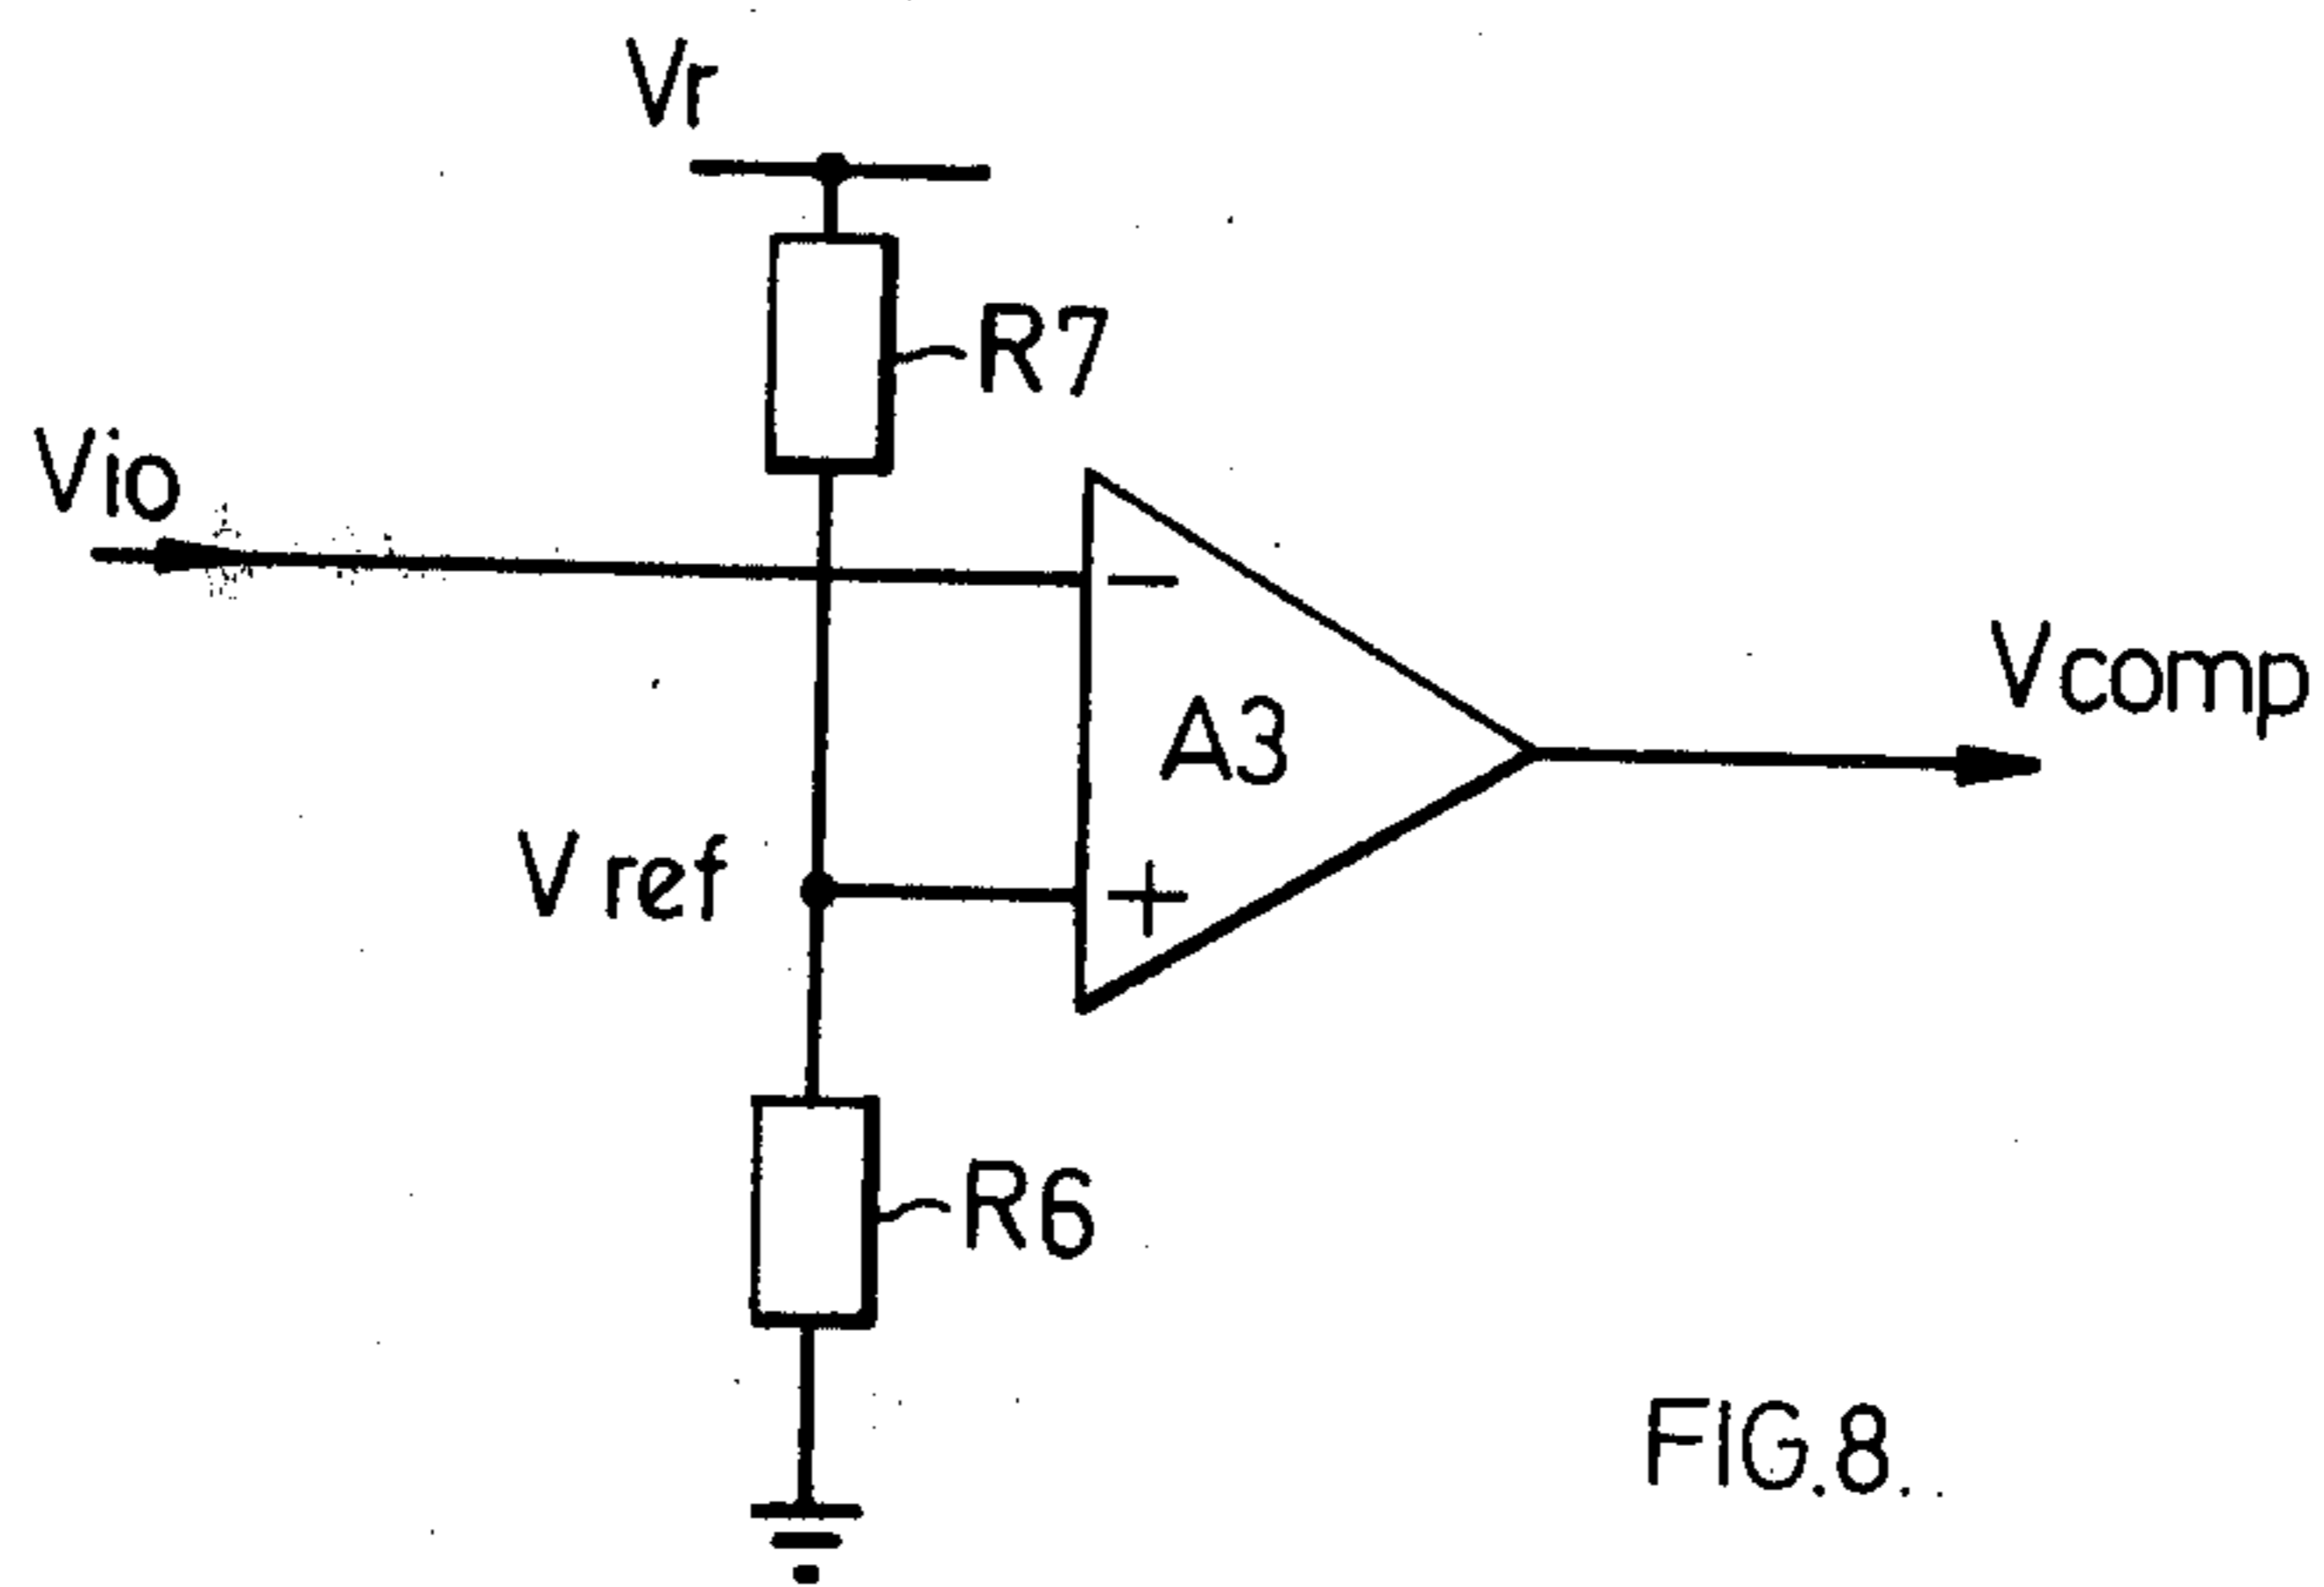 Vr
R7
Vio
−
A3
Vcomp
Vref
+
R6
FIG.8.